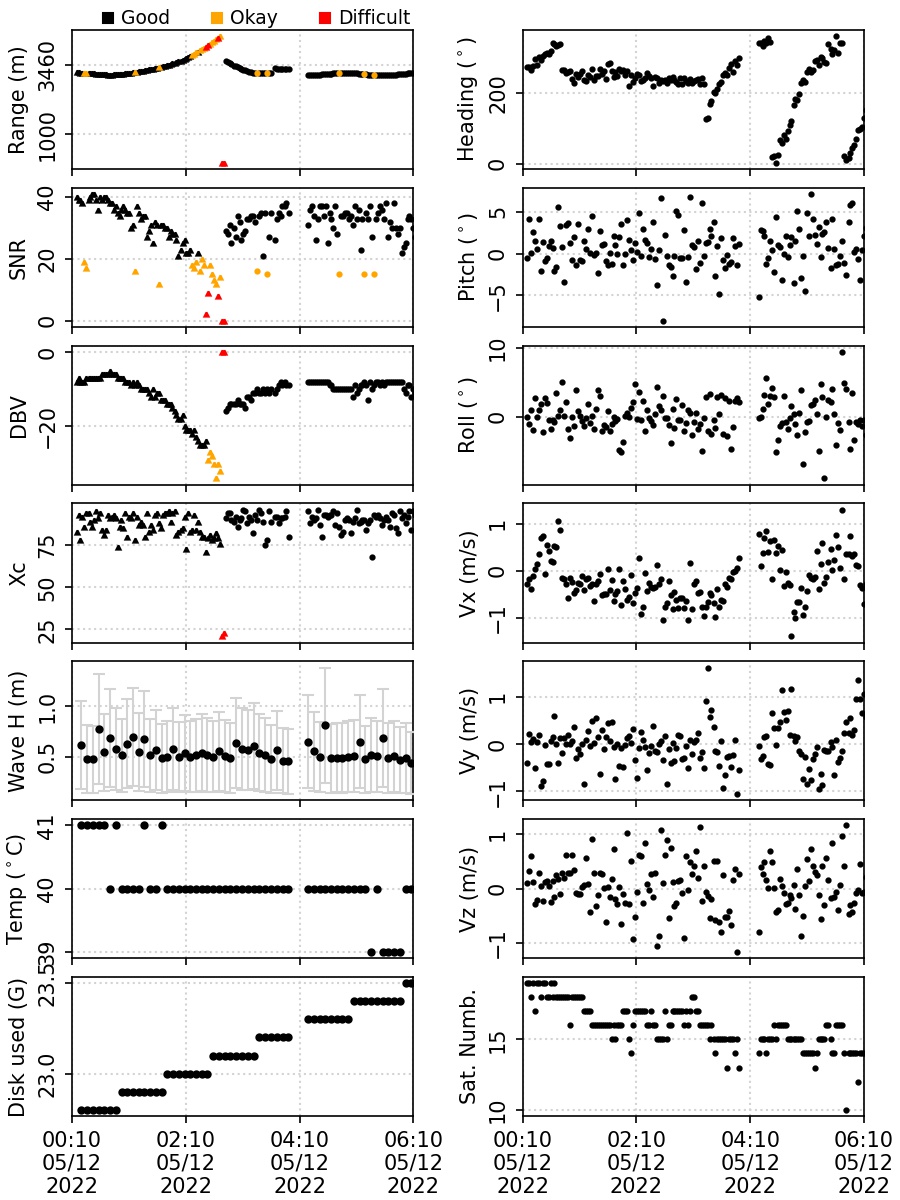 Good Okay Difficult
Range (m)
3460
1000
Heading (°)
200
0
SNR
40
20
0
Pitch (°)
5
0
−5
DBV
0
−20
Roll (°)
10
0
Xc
75
50
25
Vx (m/s)
1
0
−1
Wave H (m)
1.0
0.5
Vy (m/s)
1
0
−1
Temp (°C)
41
40
39
Vz (m/s)
1
0
−1
Disk used (G)
23.5
23.0
Sat. Numb.
15
10
00:10 02:10 04:10 06:10
05/12 05/12 05/12 05/12
2022 2022 2022 2022
00:10 02:10 04:10 06:10
05/12 05/12 05/12 05/12
2022 2022 2022 2022